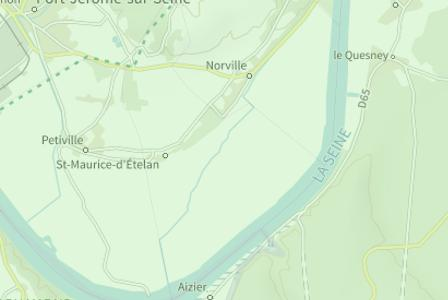 Port-Jérôme-sur-Seine
Norville
le Quesney
D65
Petiville
St-Maurice-d'Ételan
LA SEINE
Aizier